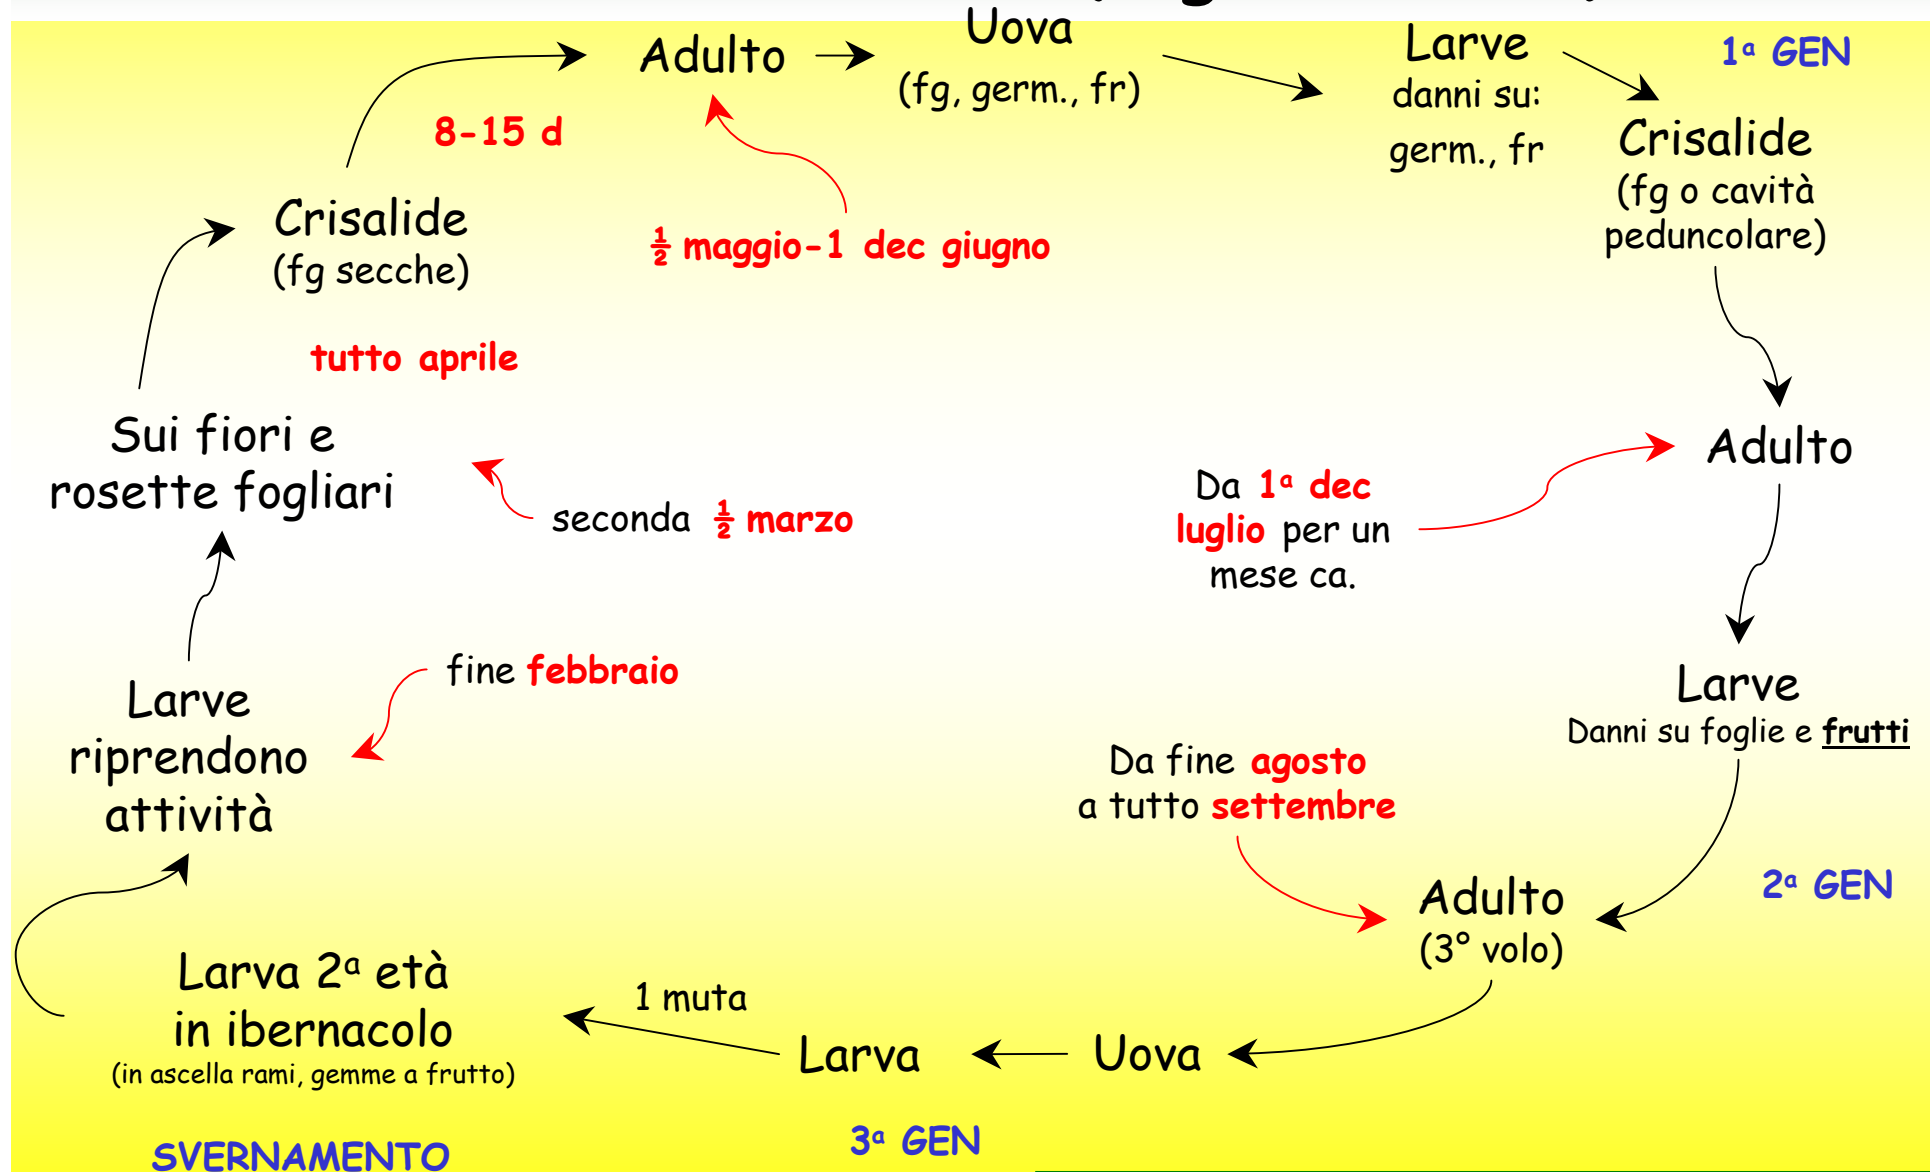 Adulto
Uova
(fg, germ., fr)
Larve
danni su:
germ., fr
1ª GEN
Crisalide
(fg o cavità
peduncolare)
8-15 d
½ maggio-1 dec giugno
Crisalide
(fg secche)
tutto aprile
Sui fiori e
rosette fogliari
seconda ½ marzo
Da 1ª dec
luglio per un
mese ca.
Adulto
Larve
riprendono
attività
fine febbraio
Larve
Danni su foglie e frutti
Da fine agosto
a tutto settembre
2ª GEN
Adulto
(3° volo)
Larva 2ª età
in ibernacolo
(in ascella rami, gemme a frutto)
1 muta
Larva
Uova
3ª GEN
SVERNAMENTO